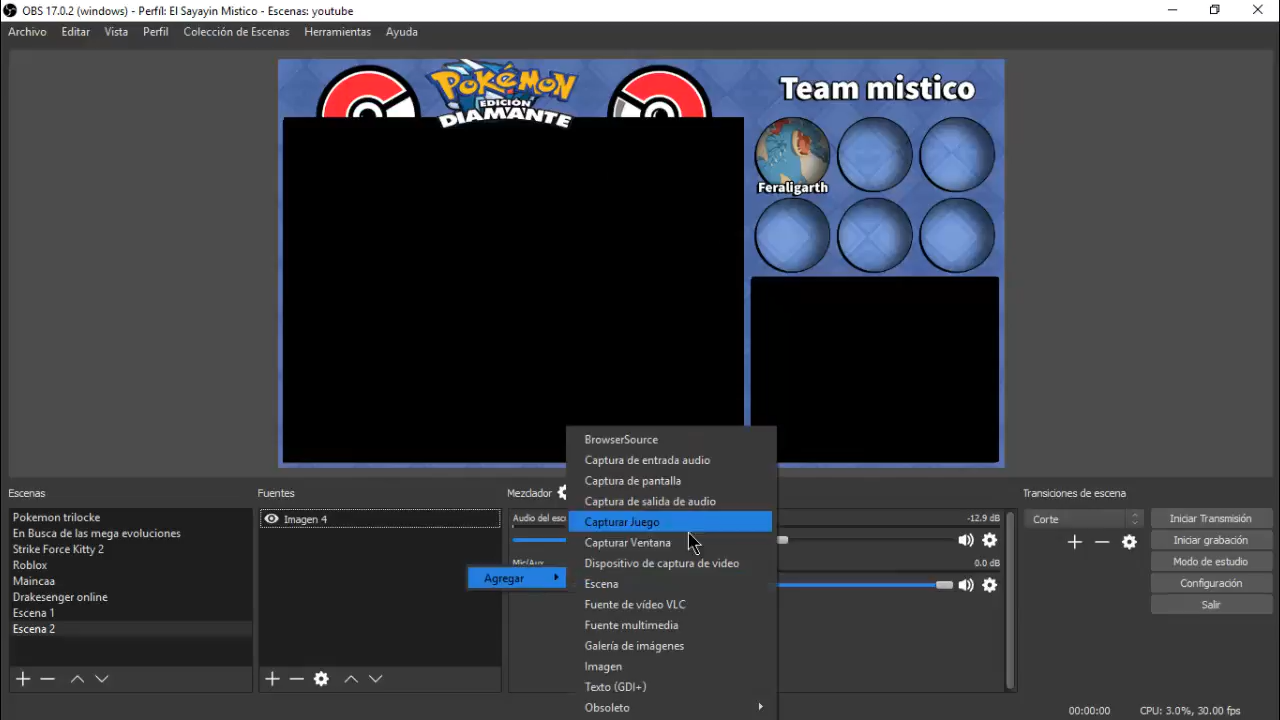 OBS 17.0.2 (windows) - Perfíl: El Sayayin Mistico - Escenas: youtube
Archivo Editar Vista Perfil Colección de Escenas Herramientas Ayuda
POKéMON
EDICIÓN
DIAMANTE
Team mistico
Feraligarth
Escenas
Pokemon trilocke
En Busca de las mega evoluciones
Strike Force Kitty 2
Roblox
Maincaa
Drakesenger online
Escena 1
Escena 2
Fuentes
Imagen 4
Mezclador
Audio del esc
-12.9 dB
Mic/Aux
0.0 dB
Agregar
BrowserSource
Captura de entrada audio
Captura de pantalla
Captura de salida de audio
Capturar Juego
Capturar Ventana
Dispositivo de captura de video
Escena
Fuente de vídeo VLC
Fuente multimedia
Galería de imágenes
Imagen
Texto (GDI+)
Obsoleto
Transiciones de escena
Corte
Iniciar Transmisión
Iniciar grabación
Modo de estudio
Configuración
Salir
00:00:00 CPU: 3.0%, 30.00 fps